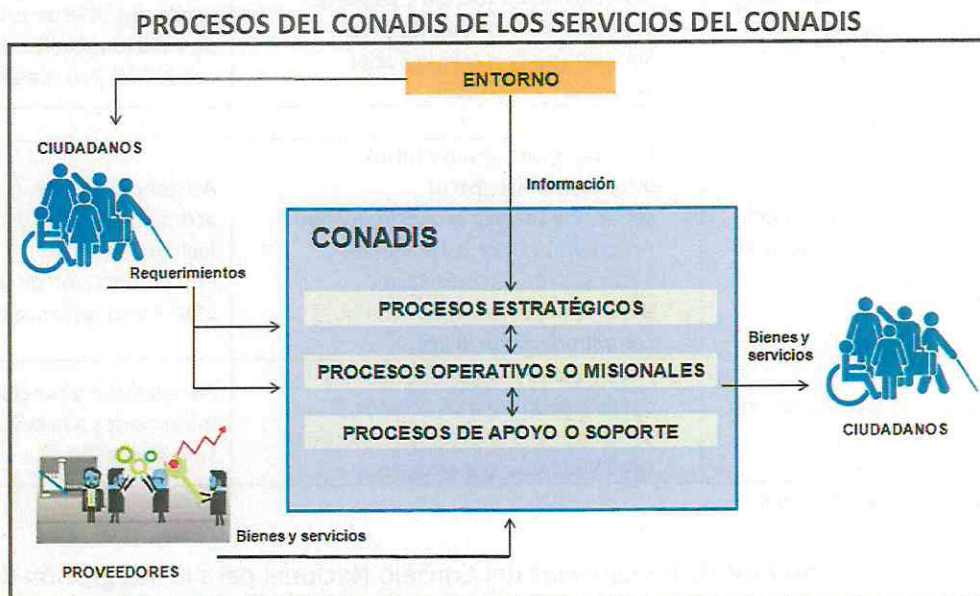 PROCESOS DEL CONADIS DE LOS SERVICIOS DEL CONADIS
ENTORNO
CIUDADANOS
Información
CONADIS
Requerimientos
PROCESOS ESTRATÉGICOS
Bienes y
servicios
PROCESOS OPERATIVOS O MISIONALES
PROCESOS DE APOYO O SOPORTE
CIUDADANOS
Bienes y servicios
PROVEEDORES